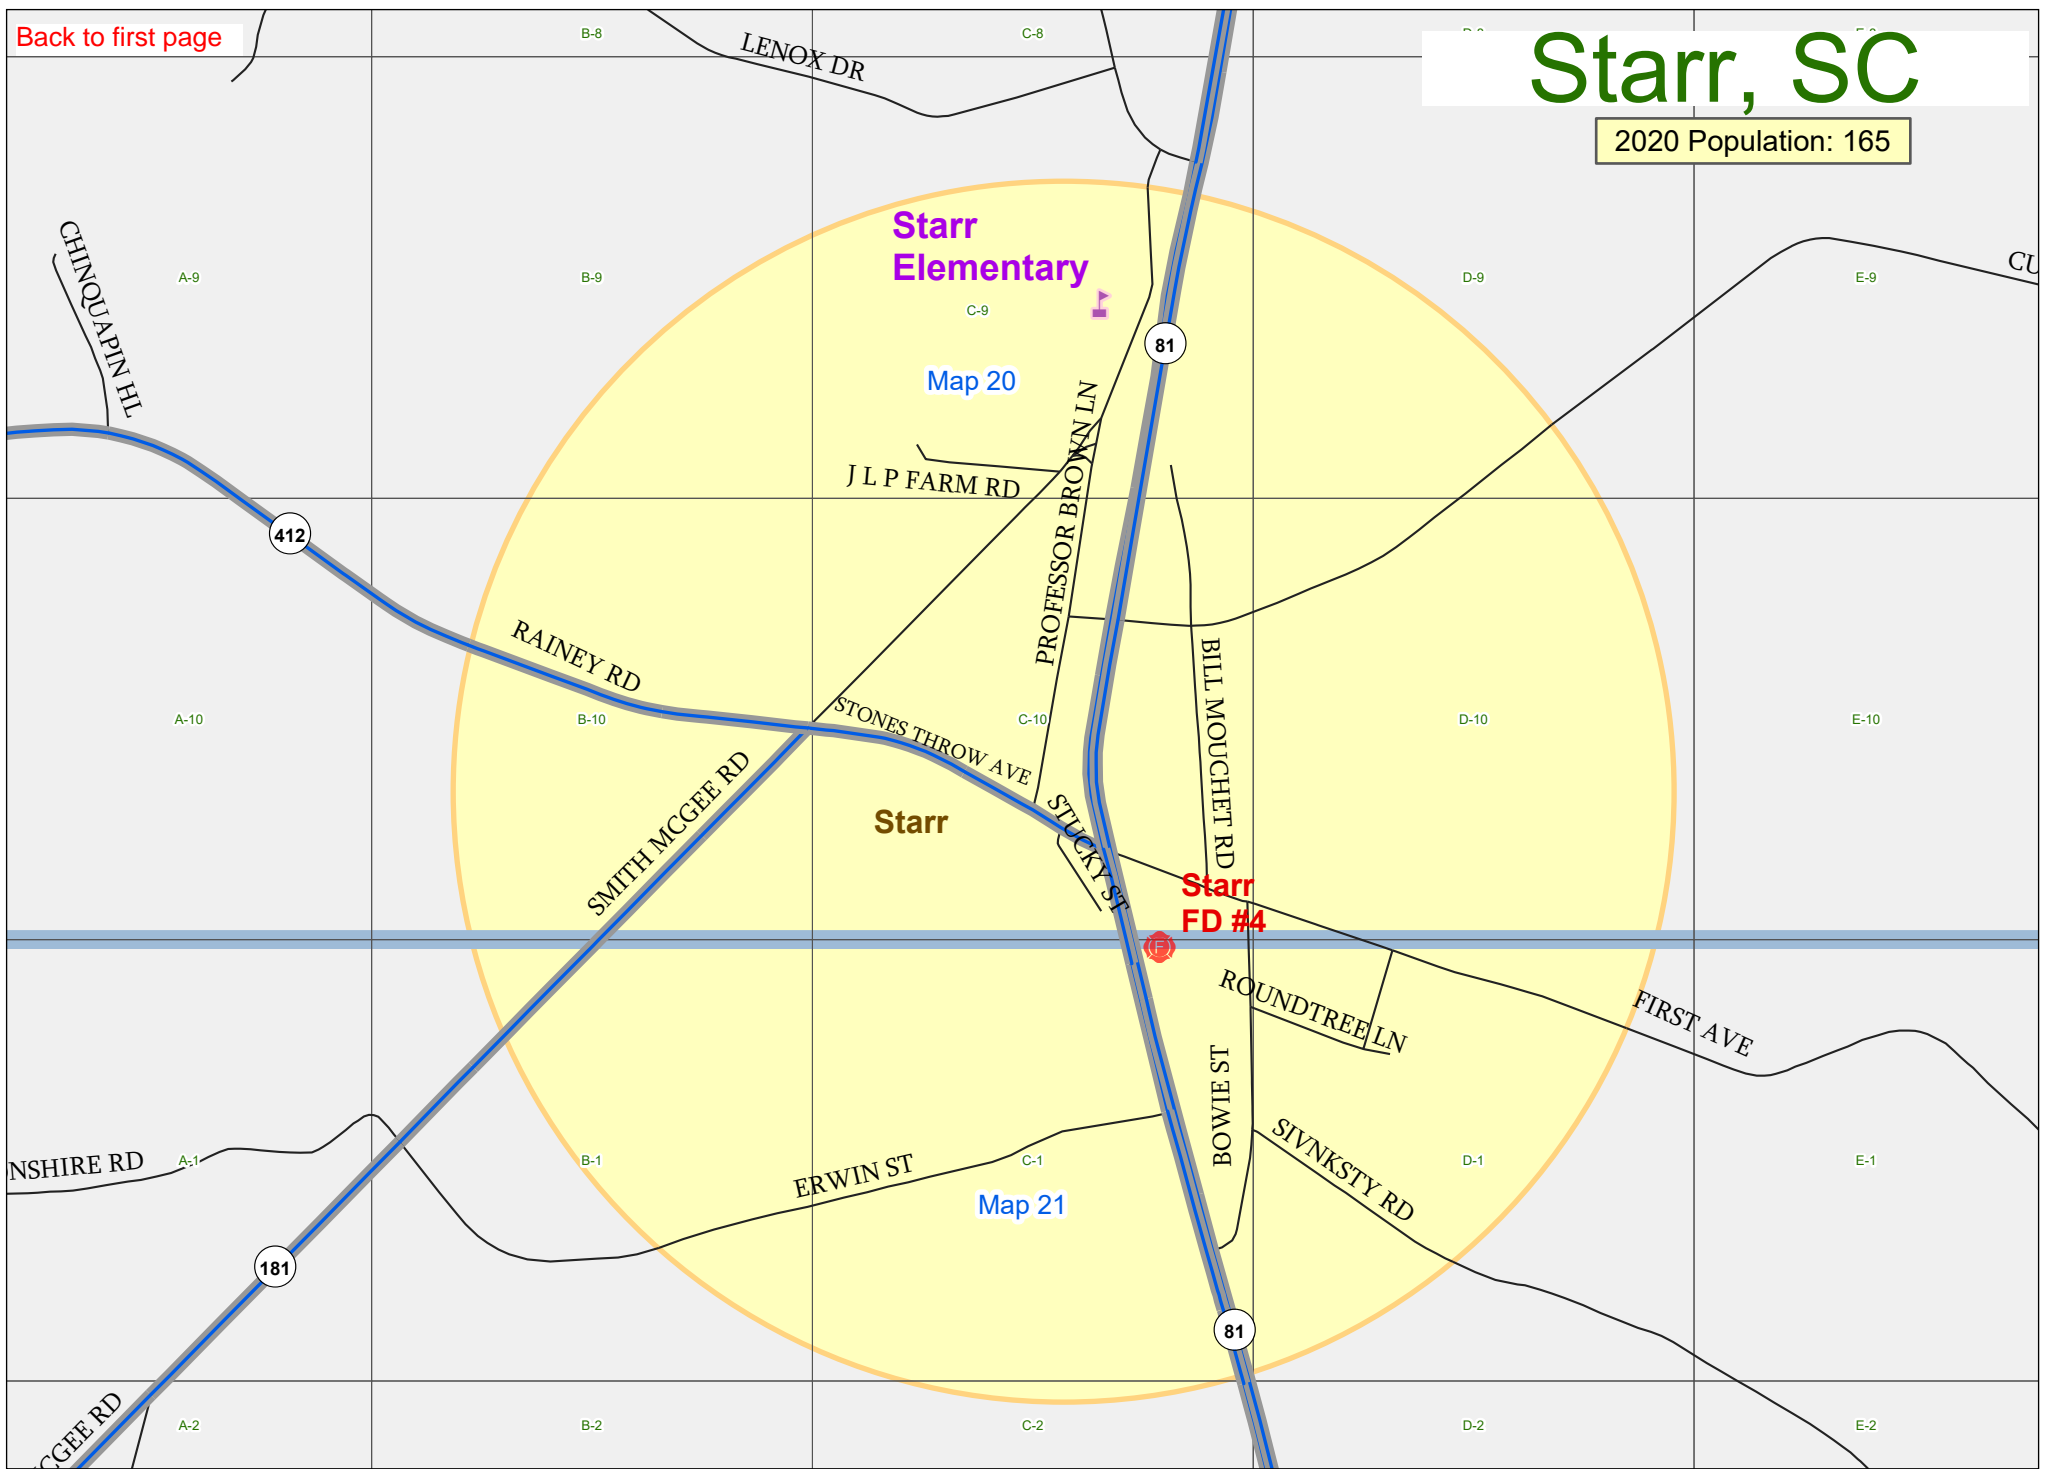 Back to first page
B-8
C-8
LENOX DR
Starr, SC
2020 Population: 165
Starr
Elementary
CHINQUAPIN HL
A-9
B-9
C-9
D-9
E-9
CU
81
Map 20
PROFESSOR BROWN LN
J L P FARM RD
412
RAINEY RD
BILL MOUCHET RD
STONES THROW AVE
A-10
B-10
C-10
D-10
E-10
SMITH MCGEE RD
STUCKY ST
Starr
Starr
FD #4
F
ROUNDTREE LN
FIRST AVE
BOWIE ST
NSHIRE RD
A-1
B-1
C-1
D-1
E-1
ERWIN ST
SIVNKSTY RD
Map 21
181
81
CGEE RD
A-2
B-2
C-2
D-2
E-2